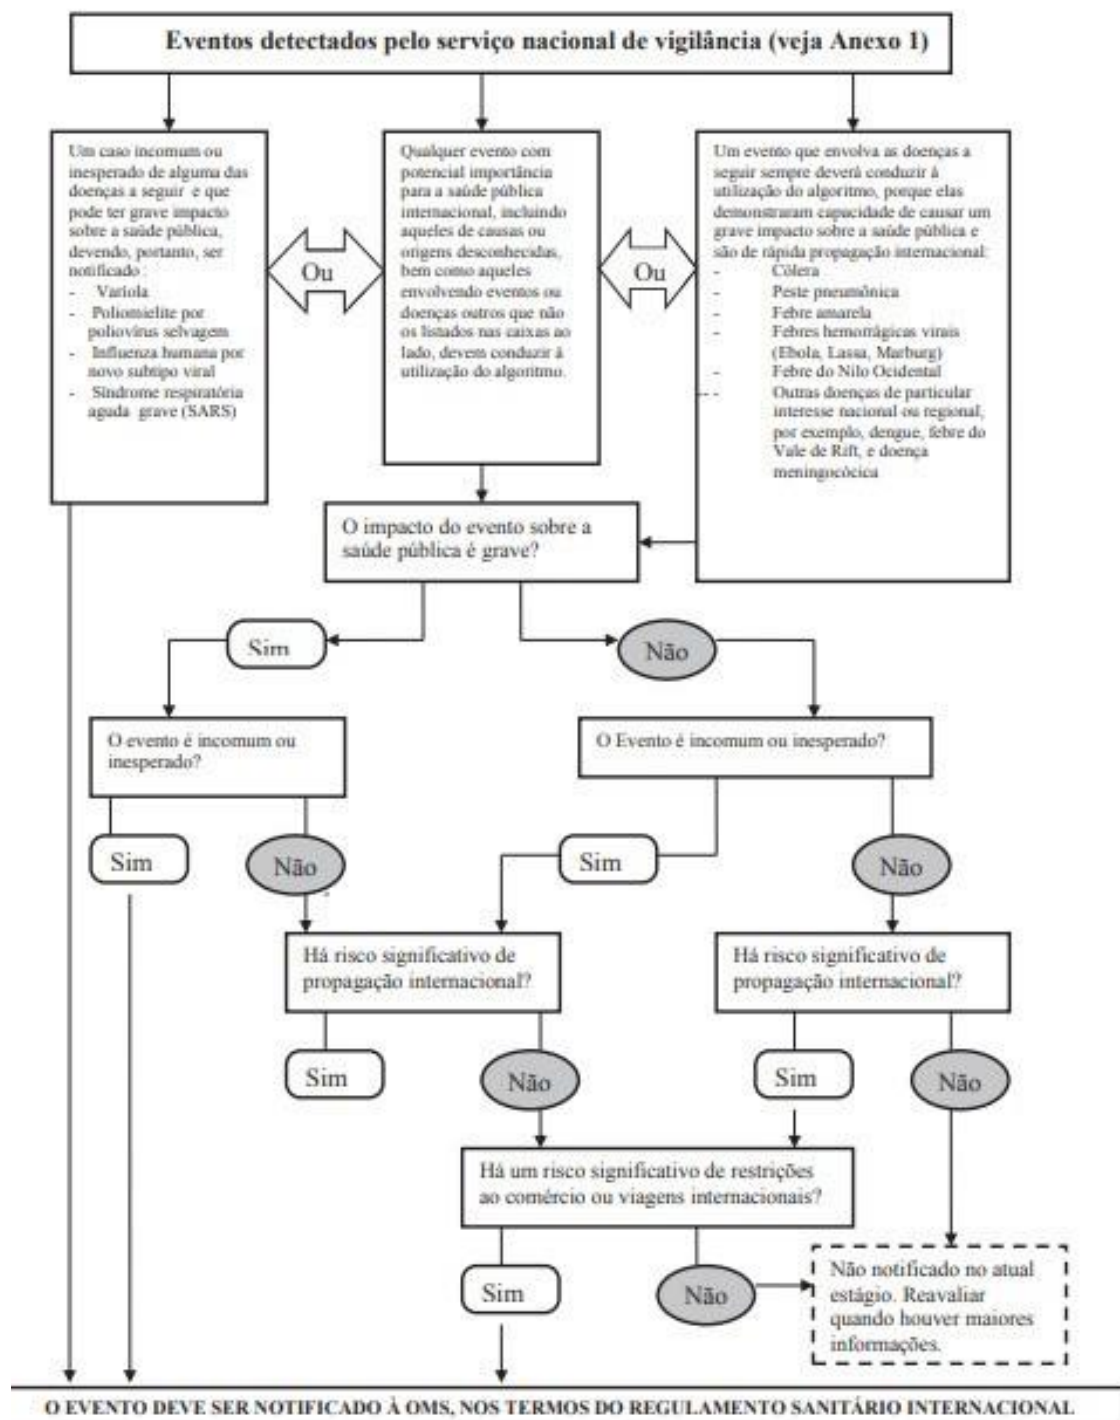 Eventos detectados pelo serviço nacional de vigilância (veja Anexo 1)
Um caso incomum ou
inesperado de alguma das
doenças a seguir e que
pode ter grave impacto
sobre a saúde pública,
devendo, portanto, ser
notificado :
- Varíola
- Poliomielite por
poliovírus selvagem
- Influenza humana por
novo subtipo viral
- Síndrome respiratória
aguda grave (SARS)
Ou
Qualquer evento com
potencial importância
para a saúde pública
internacional, incluindo
aqueles de causas ou
origens desconhecidas,
bem como aqueles
envolvendo eventos ou
doenças outros que não
os listados nas caixas ao
lado, devem conduzir à
utilização do algoritmo.
Ou
Um evento que envolva as doenças a
seguir sempre deverá conduzir à
utilização do algoritmo, porque elas
demonstraram capacidade de causar um
grave impacto sobre a saúde pública e
são de rápida propagação internacional:
- Cólera
- Peste pneumônica
- Febre amarela
- Febres hemorrágicas virais
(Ebola, Lassa, Marburg)
- Febre do Nilo Ocidental
--- Outras doenças de particular
interesse nacional ou regional,
por exemplo, dengue, febre do
Vale de Rift, e doença
meningocócica
O impacto do evento sobre a
saúde pública é grave?
Sim
Não
O evento é incomum ou
inesperado?
O Evento é incomum ou inesperado?
Sim
Não
Sim
Não
Há risco significativo de
propagação internacional?
Há risco significativo de
propagação internacional?
Sim
Não
Sim
Não
Há um risco significativo de restrições
ao comércio ou viagens internacionais?
Sim
Não
Não notificado no atual
estágio. Reavaliar
quando houver maiores
informações.
O EVENTO DEVE SER NOTIFICADO À OMS, NOS TERMOS DO REGULAMENTO SANITÁRIO INTERNACIONAL